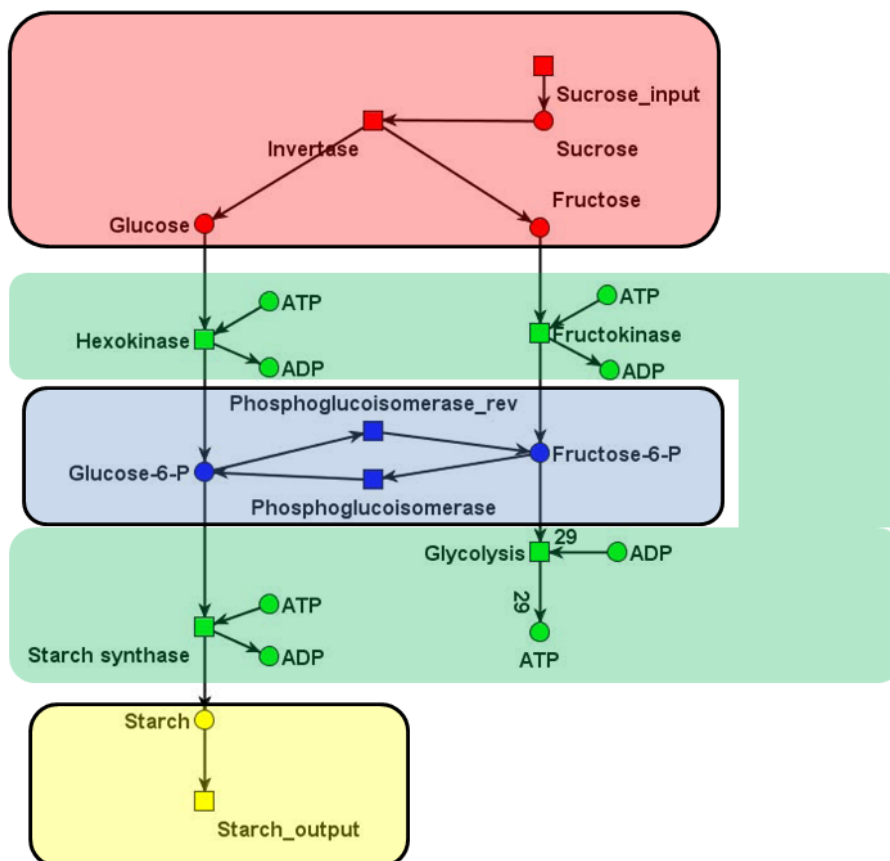 Sucrose_input
Invertase
Sucrose
Glucose
Fructose
ATP
ATP
Hexokinase
Fructokinase
ADP
ADP
Phosphoglucoisomerase_rev
Glucose-6-P
Fructose-6-P
Phosphoglucoisomerase
29
Glycolysis
ADP
29
ATP
ATP
Starch synthase
ADP
Starch
Starch_output